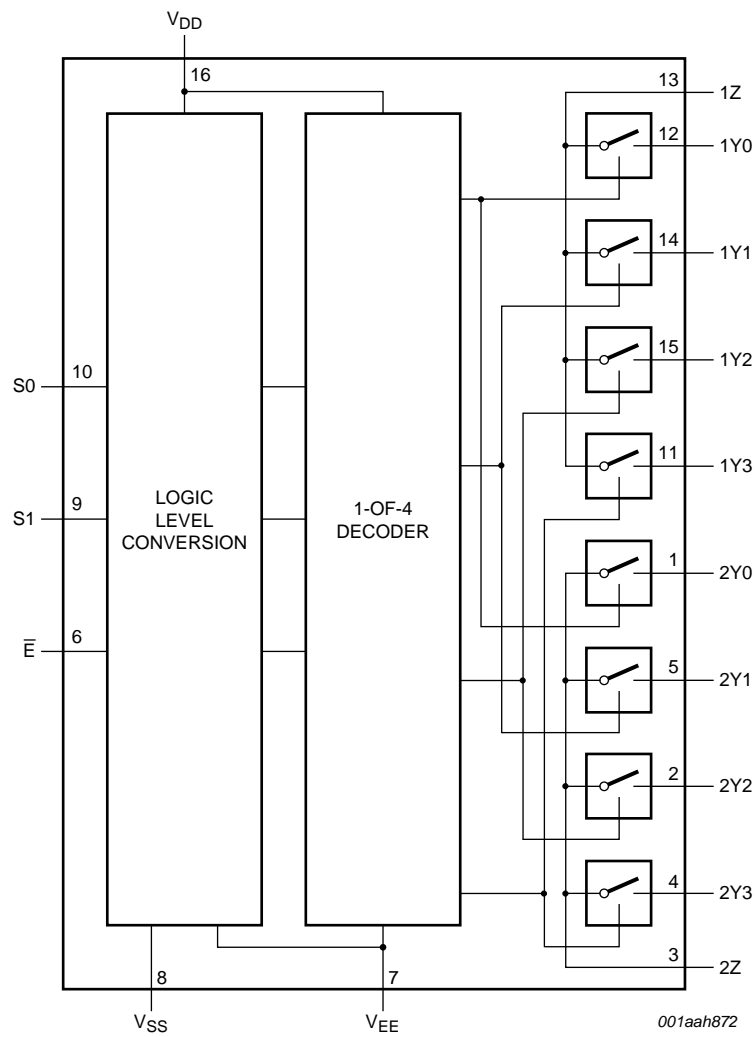 VDD
16
13 1Z
12 1Y0
14 1Y1
15 1Y2
S0 10
11 1Y3
S1 9
LOGIC
LEVEL
CONVERSION
1-OF-4
DECODER
1 2Y0
E̅ 6
5 2Y1
2 2Y2
4 2Y3
3 2Z
8
7
VSS
VEE
001aah872